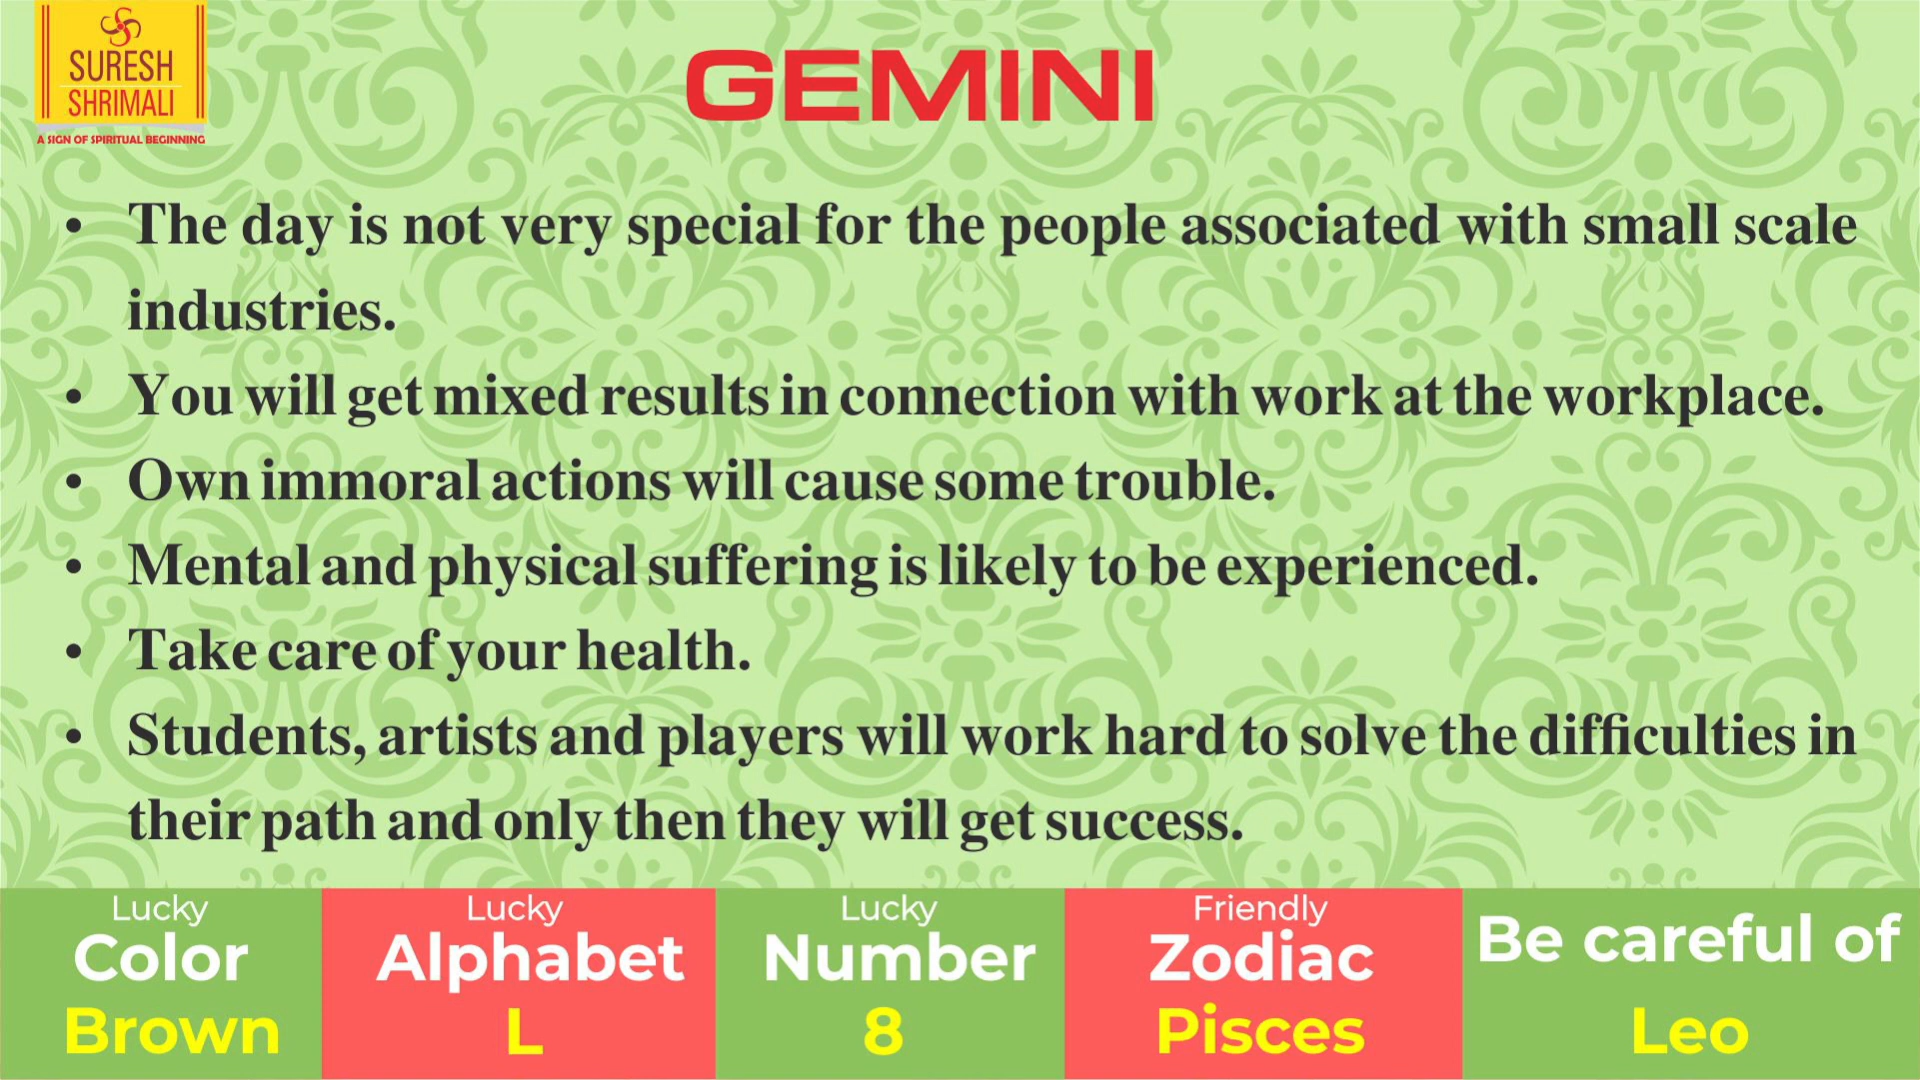 SURESH
SHRIMALI
A SIGN OF SPIRITUAL BEGINNING
GEMINI
• The day is not very special for the people associated with small scale
industries.
• You will get mixed results in connection with work at the workplace.
• Own immoral actions will cause some trouble.
• Mental and physical suffering is likely to be experienced.
• Take care of your health.
• Students, artists and players will work hard to solve the difficulties in
their path and only then they will get success.
Lucky
Color
Brown
Lucky
Alphabet
L
Lucky
Number
8
Friendly
Zodiac
Pisces
Be careful of
Leo